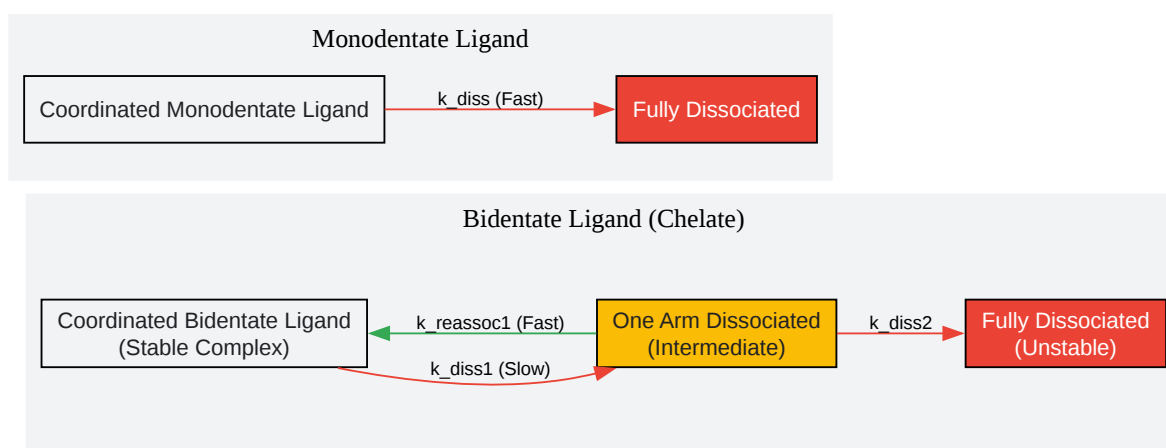 Monodentate Ligand
Coordinated Monodentate Ligand
k_diss (Fast)
Fully Dissociated
Bidentate Ligand (Chelate)
Coordinated Bidentate Ligand
(Stable Complex)
k_reassoc1 (Fast)
k_diss1 (Slow)
One Arm Dissociated
(Intermediate)
k_diss2
Fully Dissociated
(Unstable)